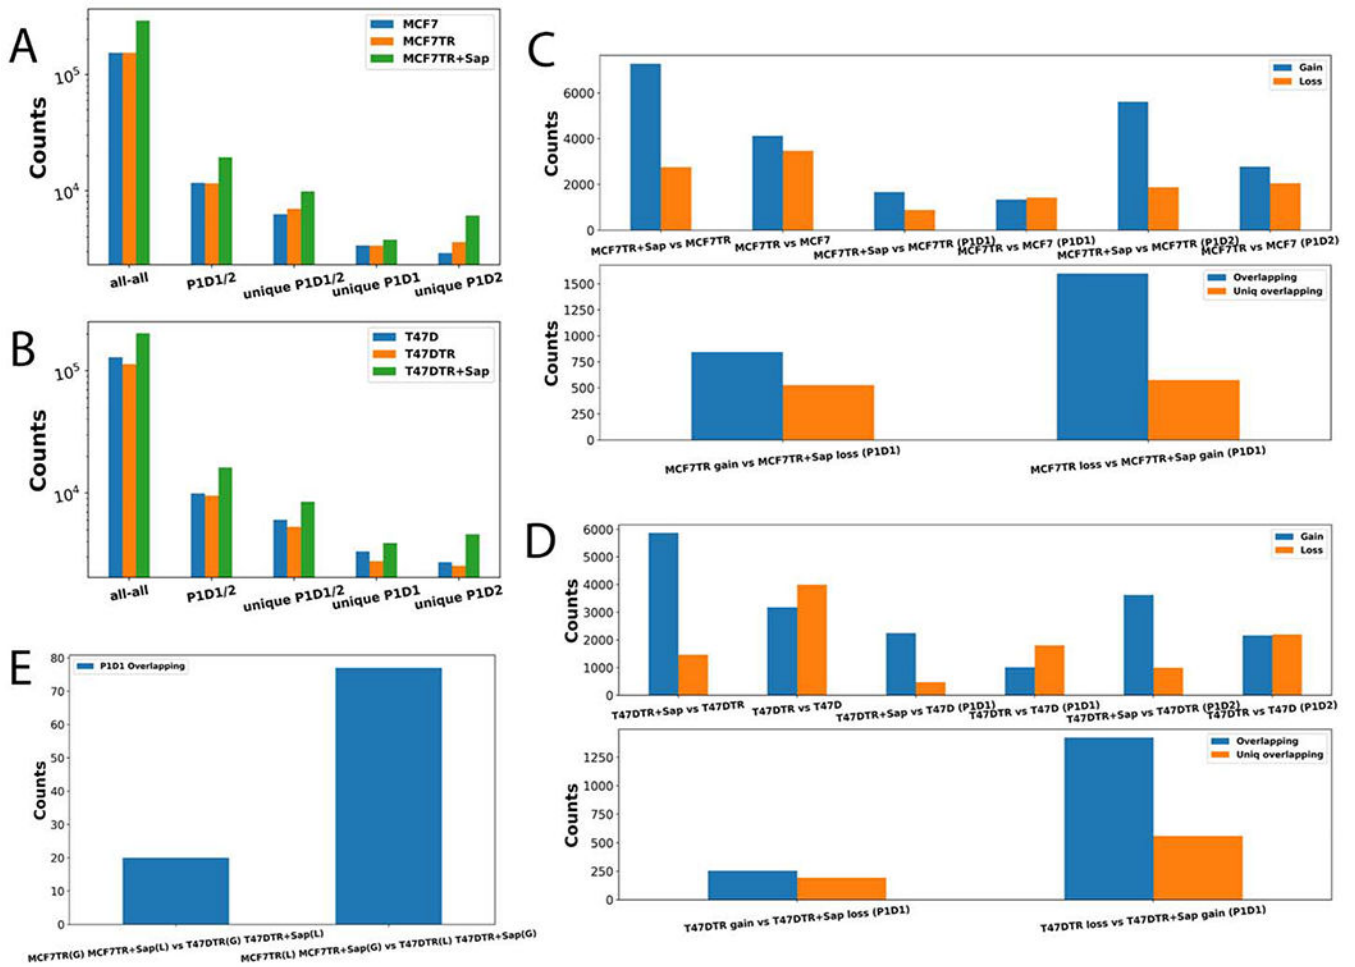 A
MCF7
MCF7TR
MCF7TR+Sap
Counts
10^5
10^4
all-all
P1D1/2
unique P1D1/2
unique P1D1
unique P1D2
B
T47D
T47DTR
T47DTR+Sap
Counts
10^5
10^4
all-all
P1D1/2
unique P1D1/2
unique P1D1
unique P1D2
C
Gain
Loss
Counts
6000
4000
2000
0
MCF7TR+Sap vs MCF7TR
MCF7TR vs MCF7
MCF7TR+Sap vs MCF7TR (P1D1)
MCF7TR vs MCF7 (P1D1)
MCF7TR+Sap vs MCF7TR (P1D2)
MCF7TR vs MCF7 (P1D2)
Overlapping
Uniq overlapping
Counts
1500
1250
1000
750
500
250
0
MCF7TR gain vs MCF7TR+Sap loss (P1D1)
MCF7TR loss vs MCF7TR+Sap gain (P1D1)
D
Gain
Loss
Counts
6000
5000
4000
3000
2000
1000
0
T47DTR+Sap vs T47DTR
T47DTR vs T47D
T47DTR+Sap vs T47D (P1D1)
T47DTR vs T47D (P1D1)
T47DTR+Sap vs T47DTR (P1D2)
T47DTR vs T47D (P1D2)
Overlapping
Uniq overlapping
Counts
1250
1000
750
500
250
0
T47DTR gain vs T47DTR+Sap loss (P1D1)
T47DTR loss vs T47DTR+Sap gain (P1D1)
E
P1D1 Overlapping
Counts
80
70
60
50
40
30
20
10
0
MCF7TR(G) MCF7TR+Sap(L) vs T47DTR(G) T47DTR+Sap(L)
MCF7TR(L) MCF7TR+Sap(G) vs T47DTR(L) T47DTR+Sap(G)